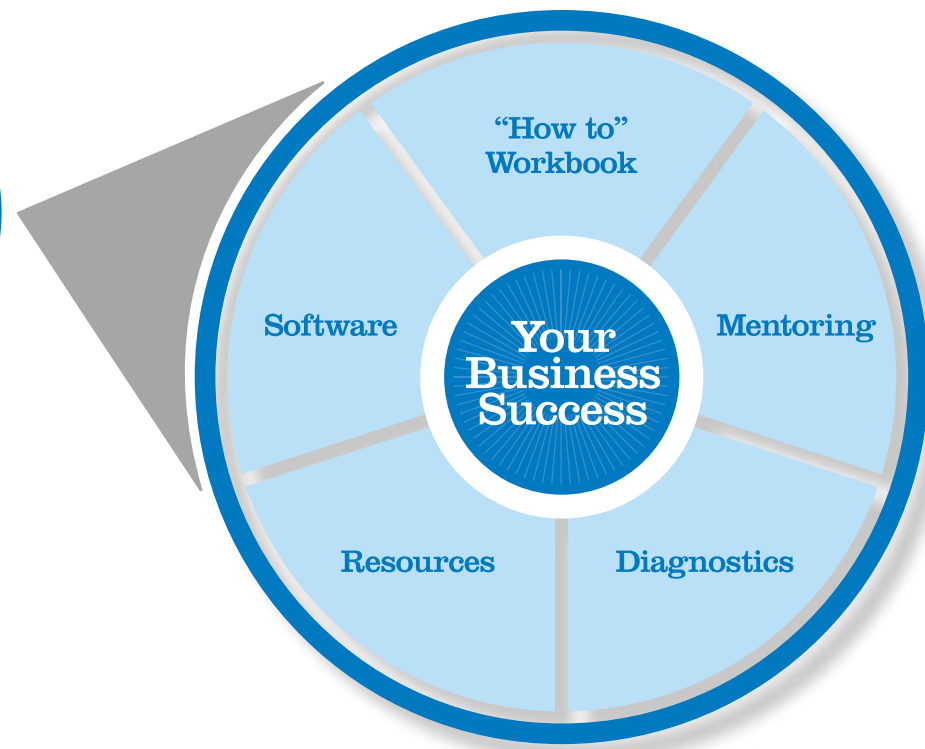 “How to”
Workbook
Software
Mentoring
Your
Business
Success
Resources
Diagnostics